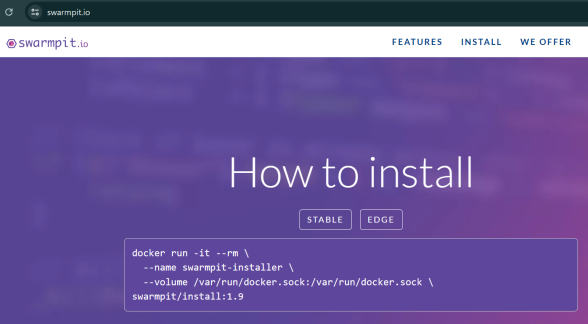 swarmpit.io
swarmpit.io
FEATURES INSTALL WE OFFER
How to install
STABLE EDGE
docker run -it --rm \
--name swarmpit-installer \
--volume /var/run/docker.sock:/var/run/docker.sock \
swarmpit/install:1.9